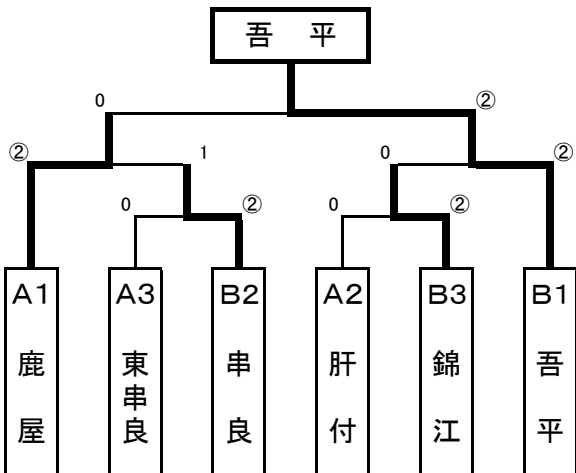 吾 平
0 ②
② 1 0 ②
0 ② 0 ②
A1 A3 B2 A2 B3 B1
鹿屋 東串良 串良 肝付 錦江 吾平